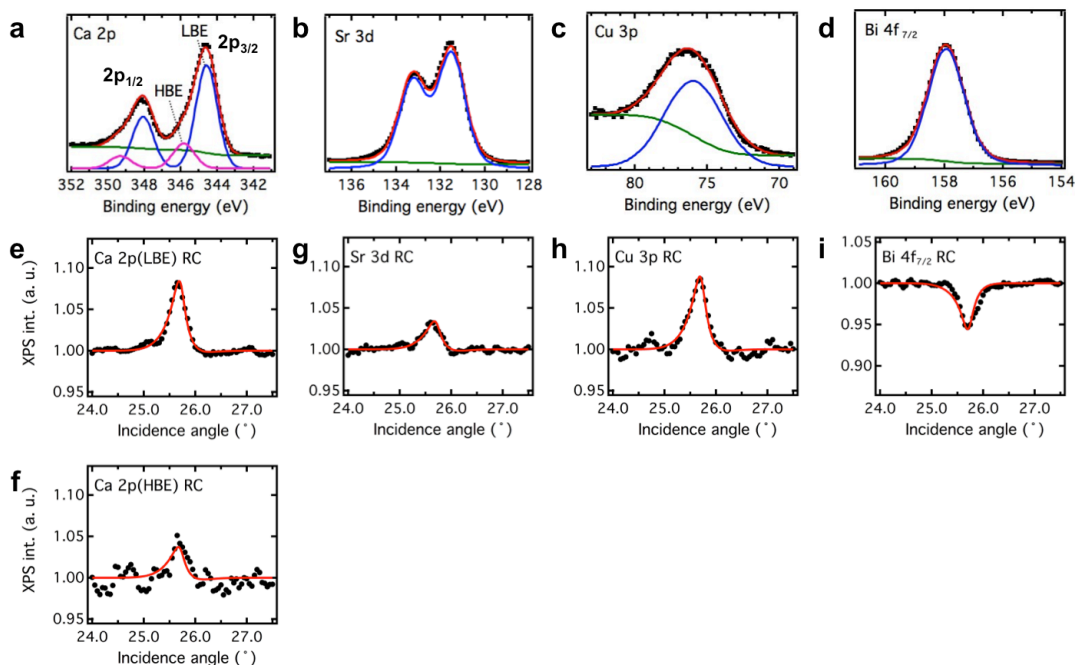 a
Ca 2p
LBE
2p3/2
2p1/2
HBE
352 350 348 346 344 342
Binding energy (eV)
b
Sr 3d
136 134 132 130 128
Binding energy (eV)
c
Cu 3p
80 75 70
Binding energy (eV)
d
Bi 4f 7/2
160 158 156 154
Binding energy (eV)
e
Ca 2p(LBE) RC
XPS int. (a. u.)
1.10
1.05
1.00
0.95
24.0 25.0 26.0 27.0
Incidence angle (°)
g
Sr 3d RC
1.10
1.05
1.00
0.95
24.0 25.0 26.0 27.0
Incidence angle (°)
h
Cu 3p RC
1.10
1.05
1.00
0.95
24.0 25.0 26.0 27.0
Incidence angle (°)
i
Bi 4f7/2 RC
1.05
1.00
0.95
0.90
24.0 25.0 26.0 27.0
Incidence angle (°)
f
Ca 2p(HBE) RC
XPS int. (a. u.)
1.10
1.05
1.00
0.95
24.0 25.0 26.0 27.0
Incidence angle (°)